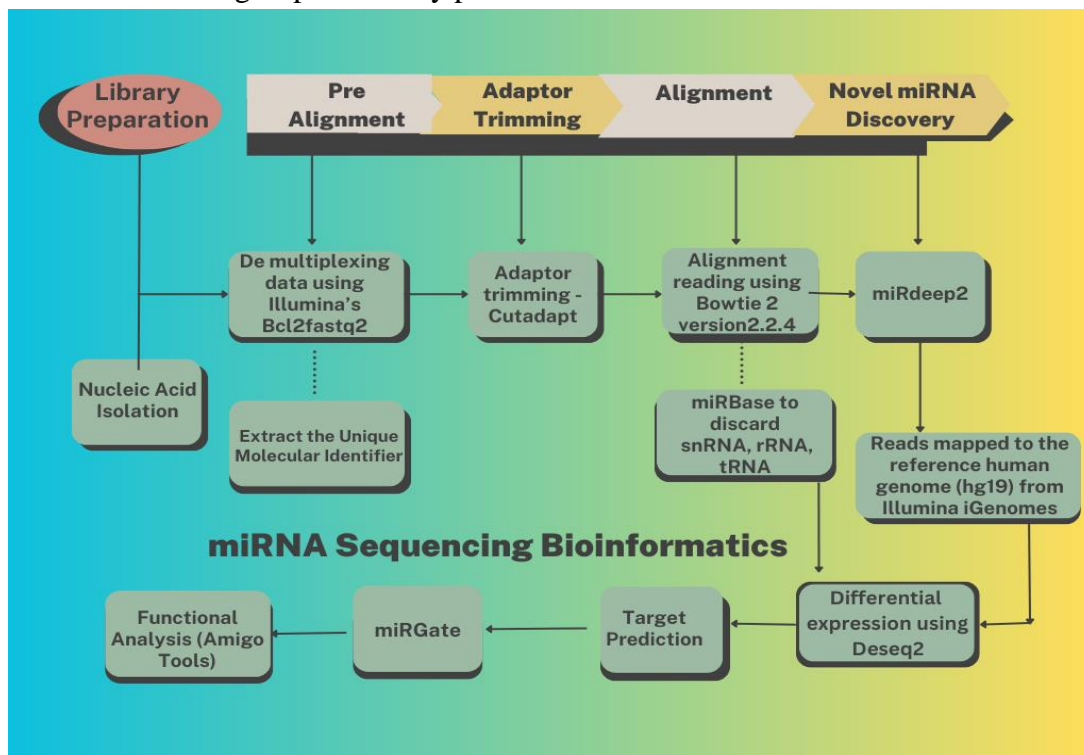 Library
Preparation
Pre
Alignment
Adaptor
Trimming
Alignment
Novel miRNA
Discovery
De multiplexing
data using
Illumina's
Bcl2fastq2
Adaptor
trimming -
Cutadapt
Alignment
reading using
Bowtie 2
version2.2.4
miRdeep2
Nucleic Acid
Isolation
Extract the Unique
Molecular Identifier
miRBase to
discard
snRNA, rRNA,
tRNA
Reads mapped to the
reference human
genome (hg19) from
Illumina iGenomes
miRNA Sequencing Bioinformatics
Functional
Analysis (Amigo
Tools)
miRGate
Target
Prediction
Differential
expression using
Deseq2